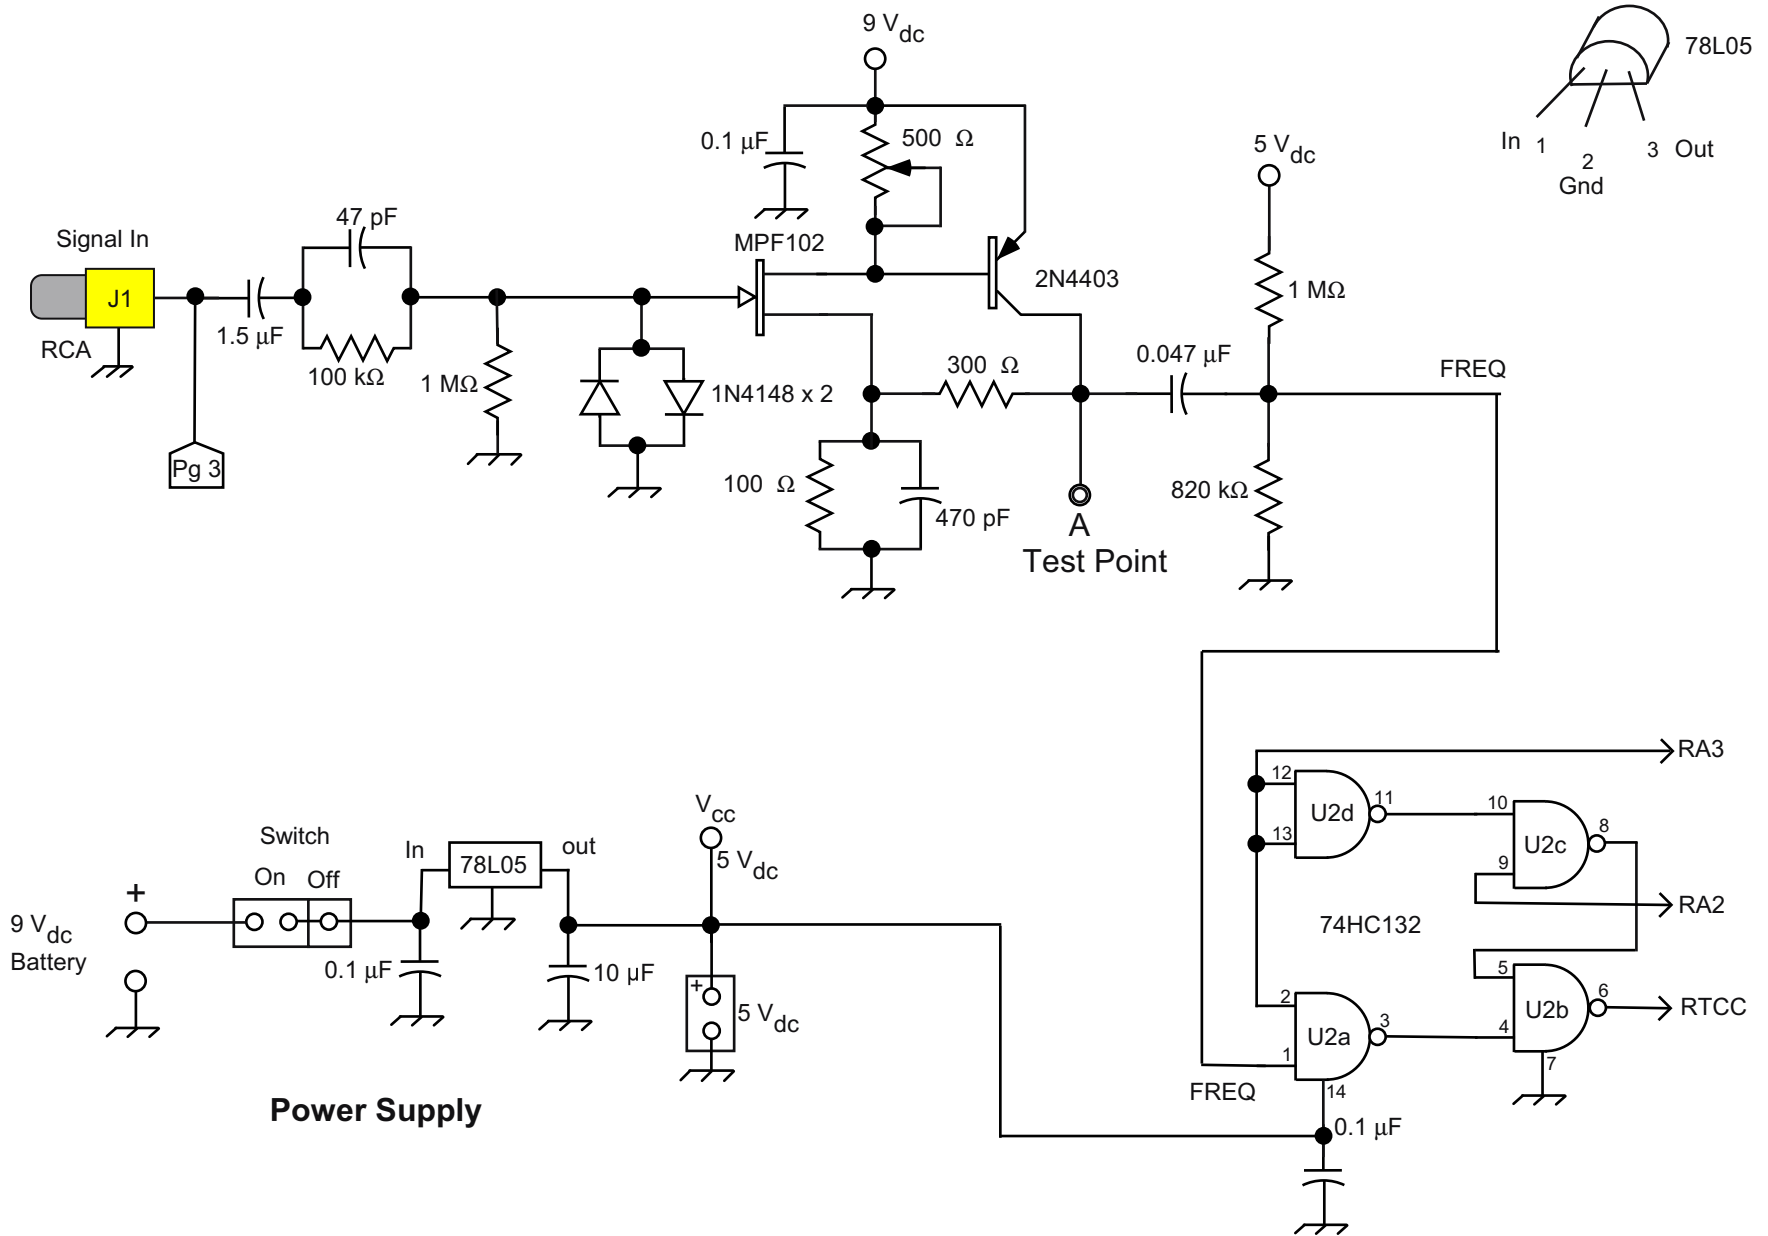 9 Vdc
78L05
0.1 µF
500 Ω
5 Vdc
In 1
2
Gnd
3 Out
47 pF
Signal In
MPF102
2N4403
J1
1 MΩ
1.5 µF
RCA
100 kΩ
1 MΩ
1N4148 x 2
300 Ω
0.047 µF
FREQ
Pg 3
100 Ω
470 pF
820 kΩ
A
Test Point
RA3
12
11
10
U2d
13
8
U2c
9
Vcc
5 Vdc
Switch
In
78L05
out
On
Off
+
9 Vdc
Battery
RA2
74HC132
0.1 µF
10 µF
5
6
U2b
RTCC
+
5 Vdc
2
3
4
U2a
1
7
14
FREQ
Power Supply
0.1 µF